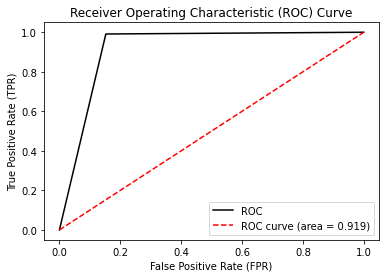 Receiver Operating Characteristic (ROC) Curve
True Positive Rate (TPR)
1.0
0.8
0.6
0.4
0.2
0.0
ROC
ROC curve (area = 0.919)
0.0 0.2 0.4 0.6 0.8 1.0
False Positive Rate (FPR)